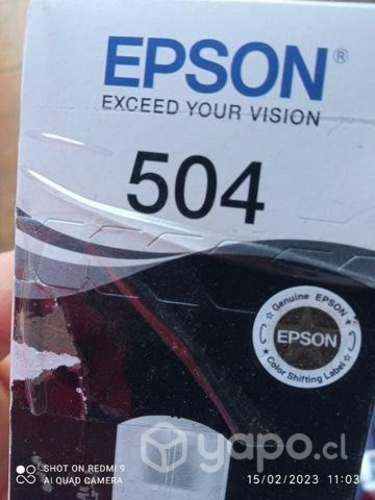 EPSON®
EXCEED YOUR VISION
504
Genuine EPSON
EPSON
Color Shifting Label
yapo.cl
SHOT ON REDMI 9
AI QUAD CAMERA
15/02/2023 11:03